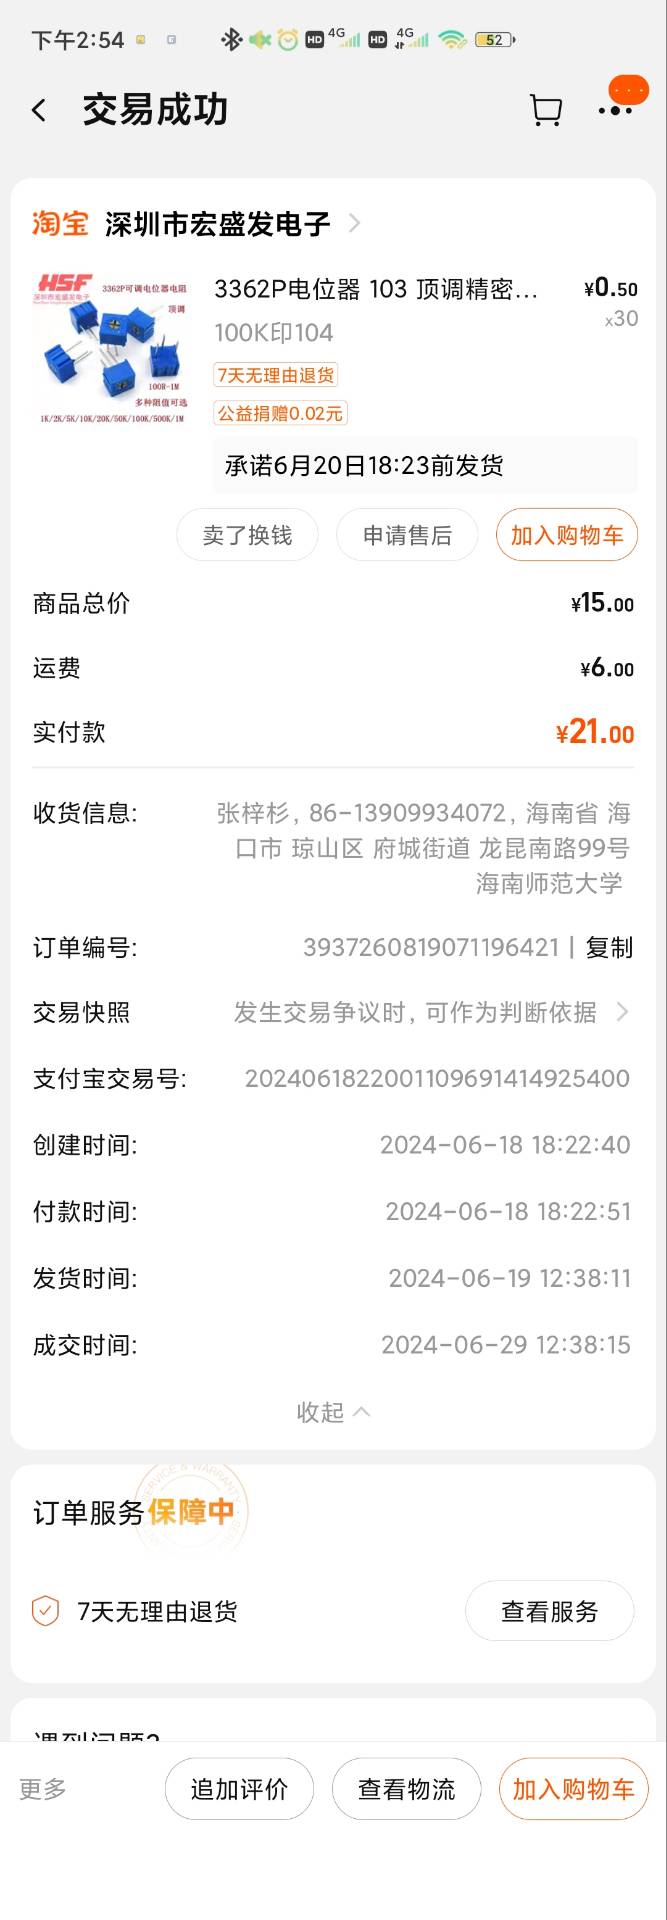 下午2:54
HD 4G HD 4G 52
交易成功
淘宝 深圳市宏盛发电子
HSF
深圳市宏盛发电子
3362P可调电位器电阻
顶调
100R-1M
多种阻值可选
1K/2K/5K/10K/20K/50K/100K/500K/1M
3362P电位器 103 顶调精密... ¥0.50
100K印104 x30
7天无理由退货
公益捐赠0.02元
承诺6月20日18:23前发货
卖了换钱 申请售后 加入购物车
商品总价 ¥15.00
运费 ¥6.00
实付款 ¥21.00
收货信息: 张梓杉, 86-13909934072, 海南省 海
口市 琼山区 府城街道 龙昆南路99号
海南师范大学
订单编号: 3937260819071196421 | 复制
交易快照 发生交易争议时, 可作为判断依据
支付宝交易号: 2024061822001109691414925400
创建时间: 2024-06-18 18:22:40
付款时间: 2024-06-18 18:22:51
发货时间: 2024-06-19 12:38:11
成交时间: 2024-06-29 12:38:15
收起
订单服务保障中
SERVICE & WARRANTY
7天无理由退货 查看服务
遇到问题?
更多 追加评价 查看物流 加入购物车